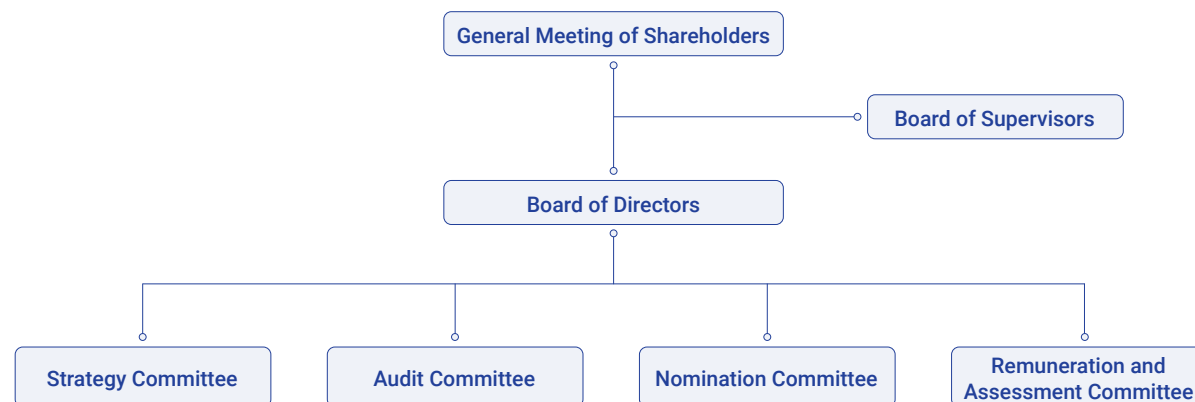 General Meeting of Shareholders
Board of Supervisors
Board of Directors
Strategy Committee
Audit Committee
Nomination Committee
Remuneration and
Assessment Committee